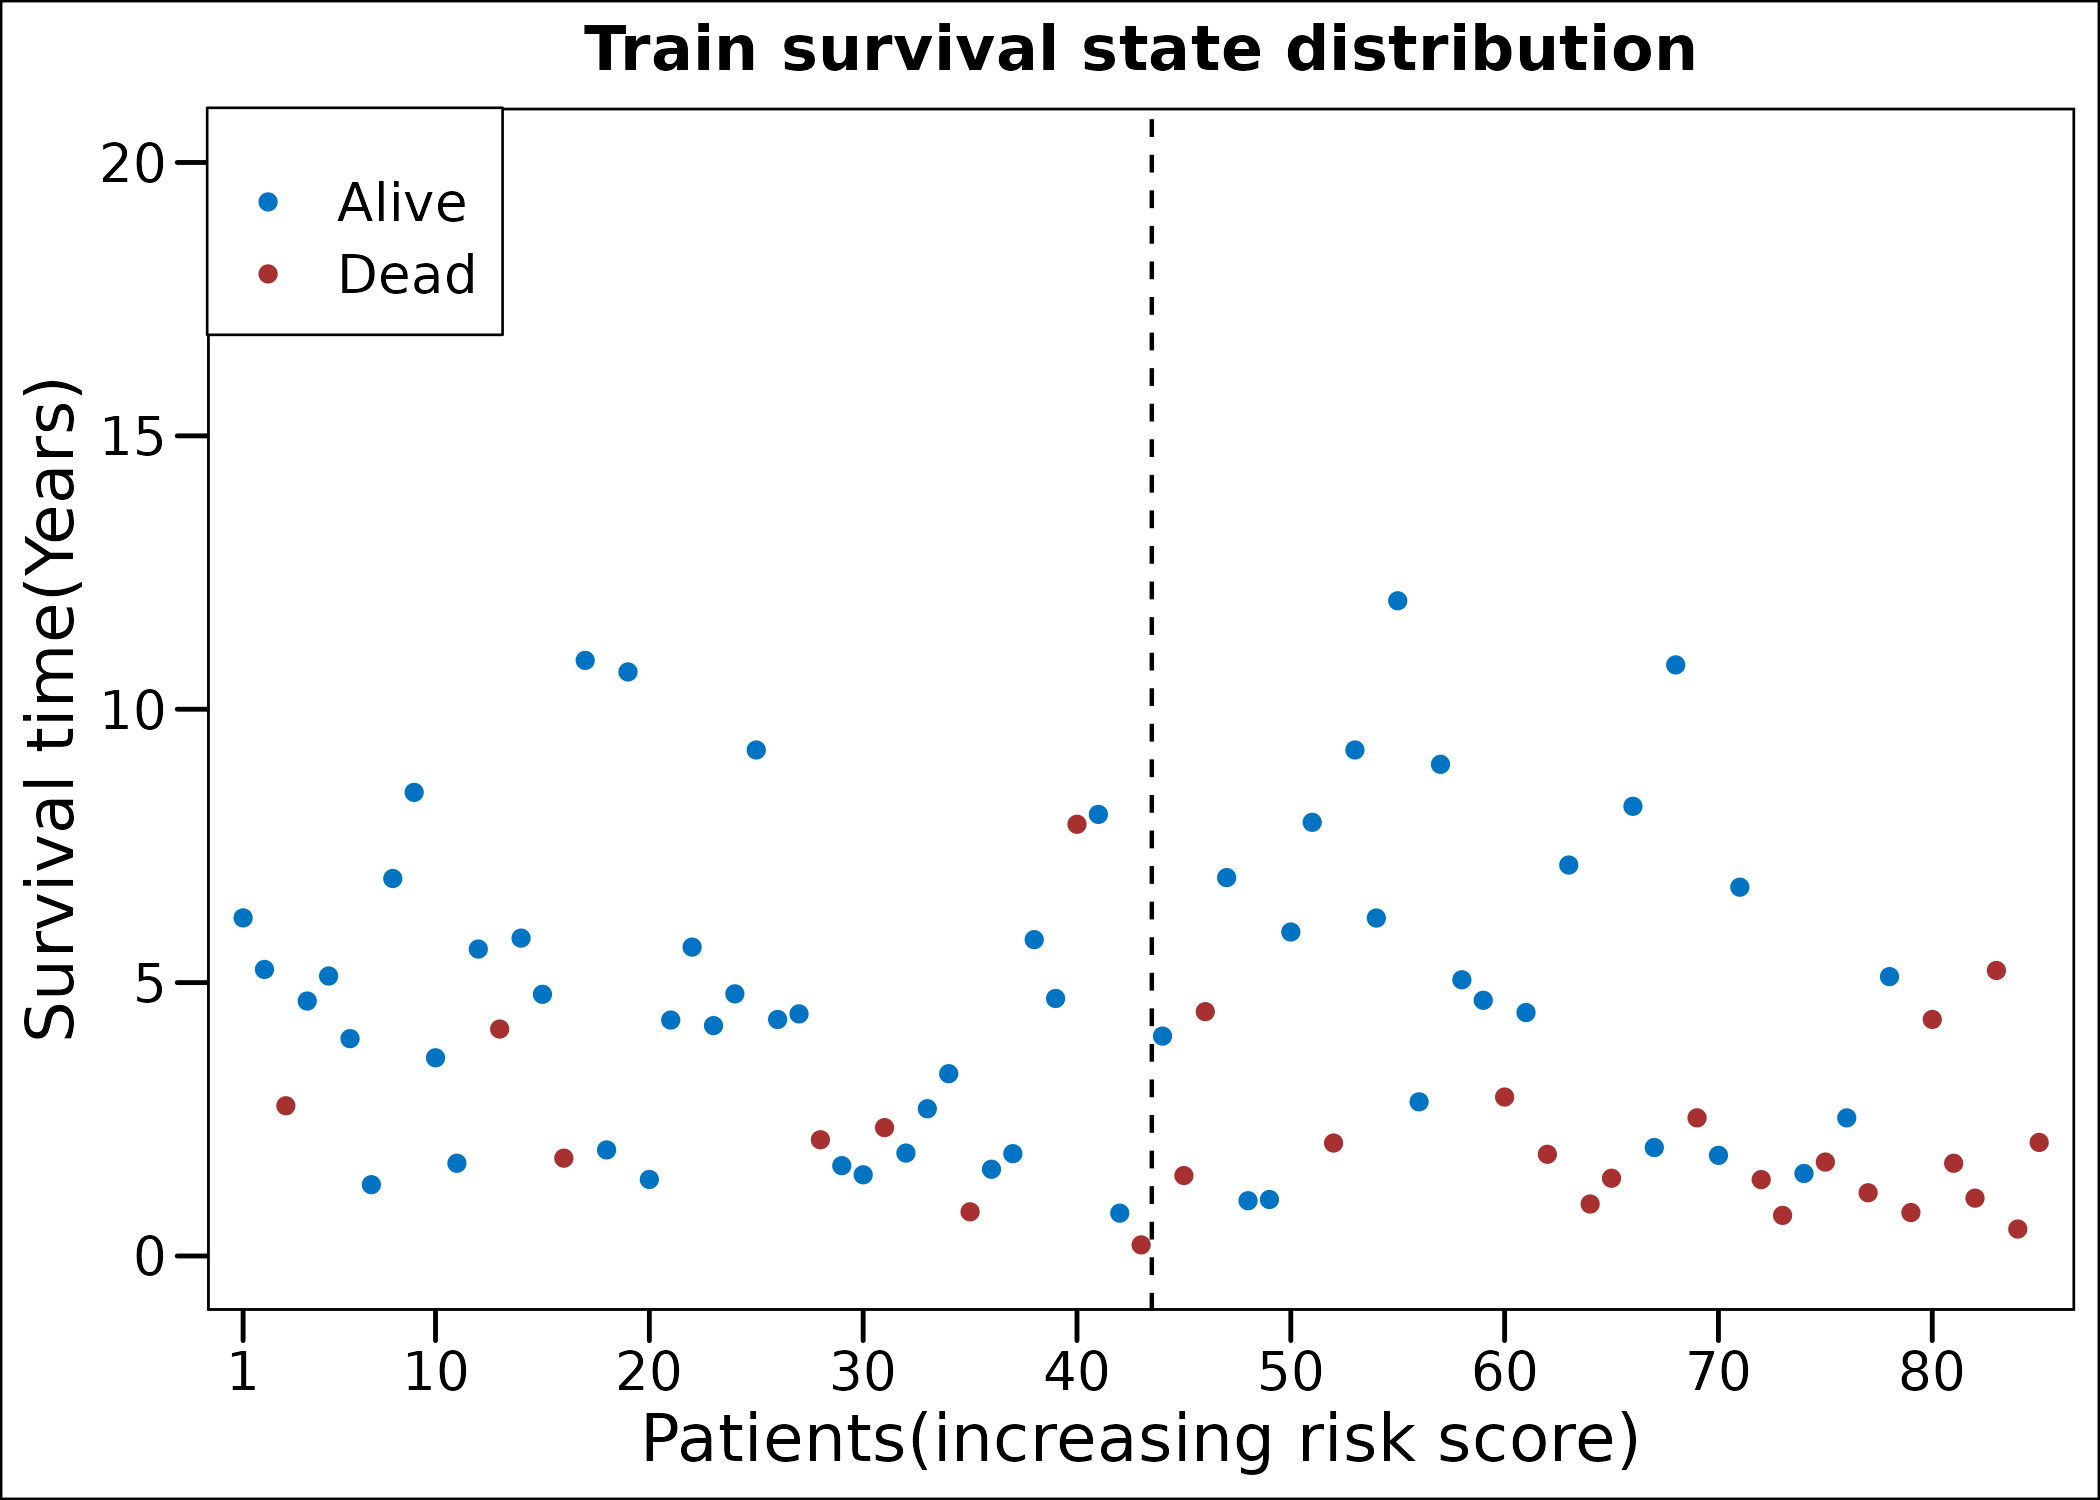 Train survival state distribution
Alive
Dead
Survival time(Years)
20
15
10
5
0
1 10 20 30 40 50 60 70 80
Patients(increasing risk score)